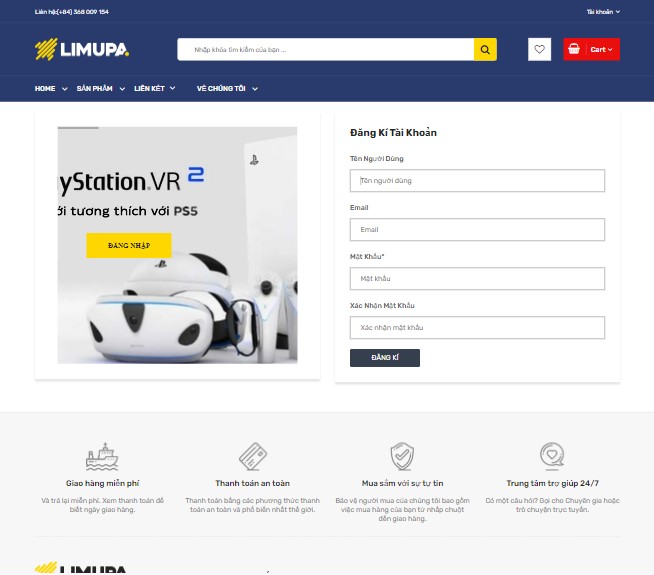 Liên hệ:(+84) 368 009 154
Tài khoản
LIMUPA
Nhập khóa tìm kiếm của bạn ...
Cart
HOME
SẢN PHẨM
LIÊN KẾT
VỀ CHÚNG TÔI
yStation.VR 2
ới tương thích với PS5
ĐĂNG NHẬP
Đăng Kí Tài Khoản
Tên Người Dùng
Tên người dùng
Email
Email
Mật Khẩu*
Mật khẩu
Xác Nhận Mật Khẩu
Xác nhận mật khẩu
ĐĂNG KÍ
Giao hàng miễn phí
Và trả lại miễn phí. Xem thanh toán để
biết ngày giao hàng.
Thanh toán an toàn
Thanh toán bằng các phương thức thanh
toán an toàn và phổ biến nhất thế giới.
Mua sắm với sự tự tin
Bảo vệ người mua của chúng tôi bao gồm
việc mua hàng của bạn từ nhấp chuột
đến giao hàng.
Trung tâm trợ giúp 24/7
Có một câu hỏi? Gọi cho Chuyên gia hoặc
trò chuyện trực tuyến.
LIMUPA